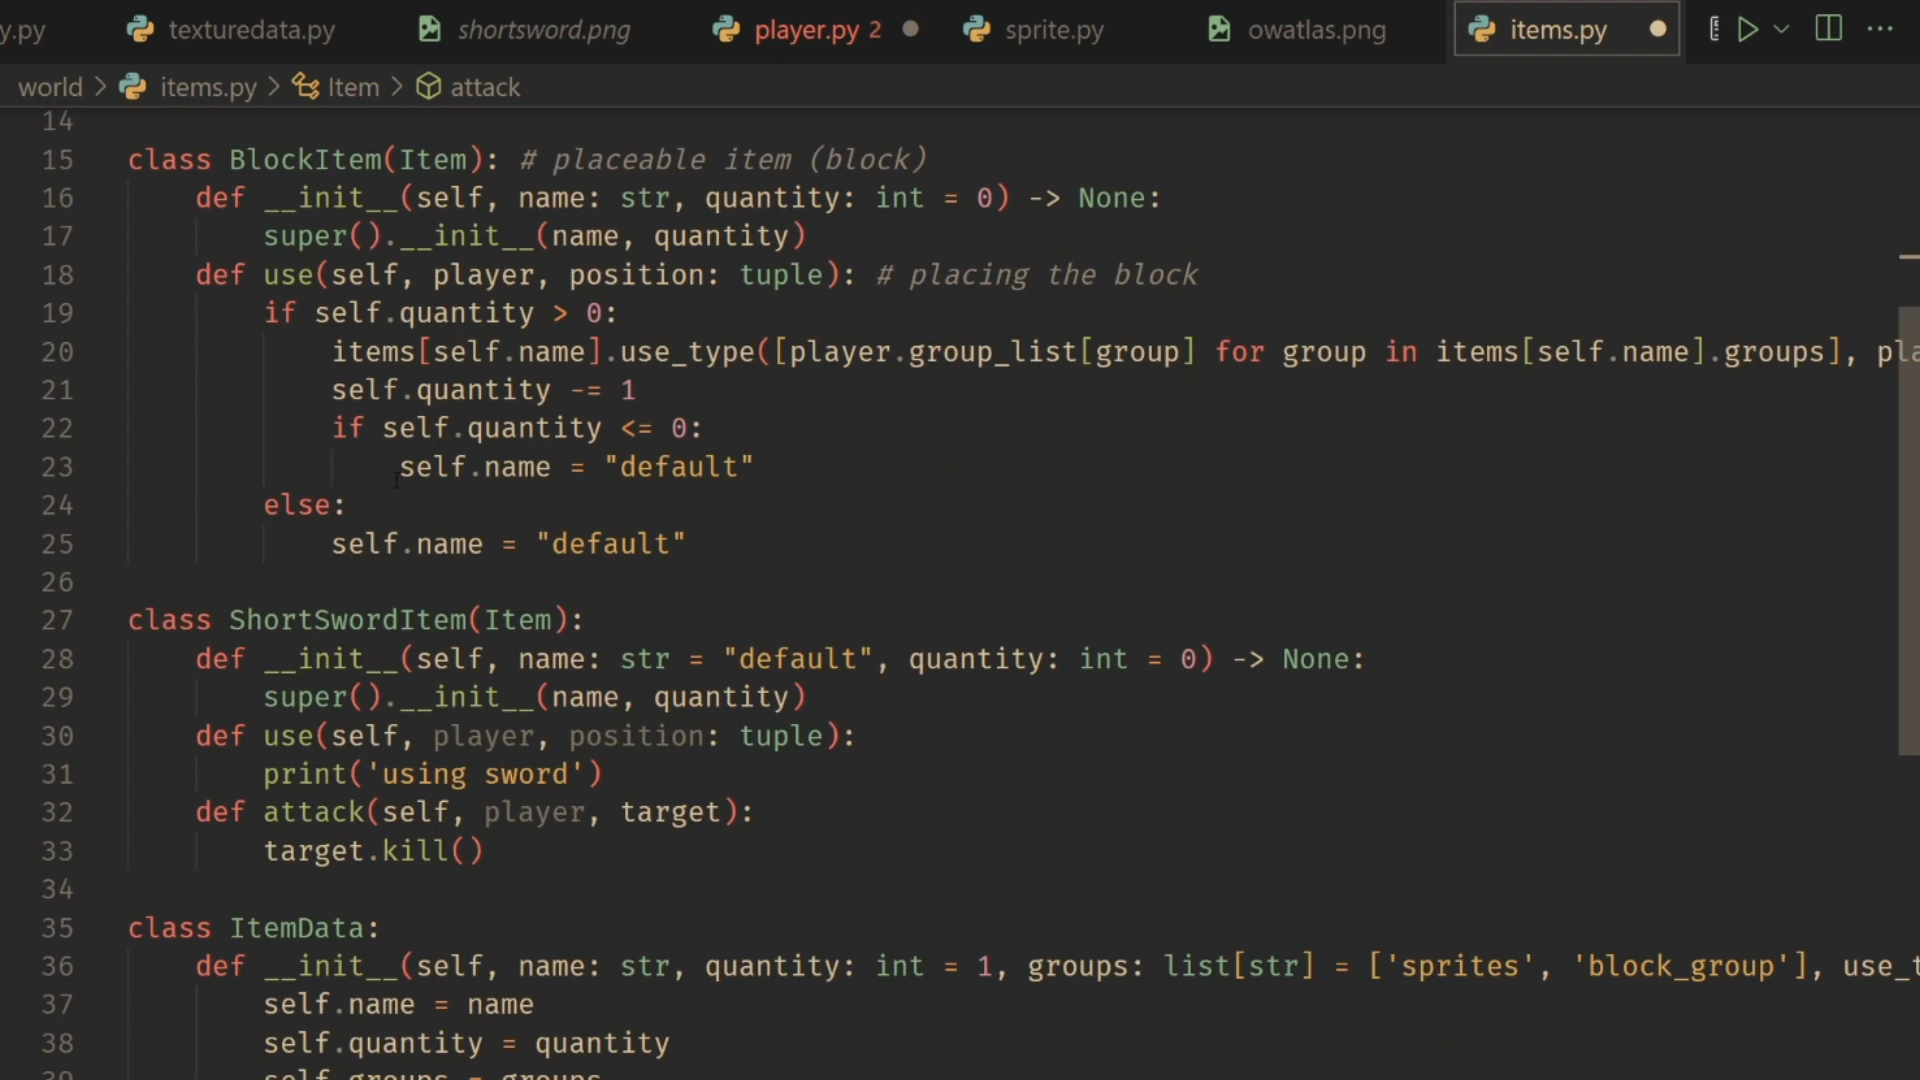 y.py texturedata.py shortsword.png player.py 2 sprite.py owatlas.png items.py
world > items.py > Item > attack
14
15 class BlockItem(Item): # placeable item (block)
16 def __init__(self, name: str, quantity: int = 0) -> None:
17 super().__init__(name, quantity)
18 def use(self, player, position: tuple): # placing the block
19 if self.quantity > 0:
20 items[self.name].use_type([player.group_list[group] for group in items[self.name].groups], pla
21 self.quantity -= 1
22 if self.quantity <= 0:
23 self.name = "default"
24 else:
25 self.name = "default"
26
27 class ShortSwordItem(Item):
28 def __init__(self, name: str = "default", quantity: int = 0) -> None:
29 super().__init__(name, quantity)
30 def use(self, player, position: tuple):
31 print('using sword')
32 def attack(self, player, target):
33 target.kill()
34
35 class ItemData:
36 def __init__(self, name: str, quantity: int = 1, groups: list[str] = ['sprites', 'block_group'], use_t
37 self.name = name
38 self.quantity = quantity
39 self.groups = groups